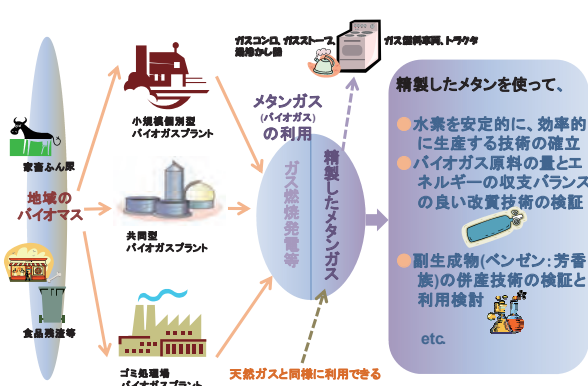 ガスコンロ、ガスストーブ、
湯沸かし器
ガス燃料車両、トラクタ
小規模個別型
バイオガスプラント
メタンガス
(バイオガス)
の利用
ガス燃焼発電等
精製したメタンガス
家畜ふん尿
地域の
バイオマス
食品残渣等
共同型
バイオガスプラント
ゴミ処理場
バイオガスプラント
天然ガスと同様に利用できる
精製したメタンを使って、
●水素を安定的に、効率的
に生産する技術の確立
●バイオガス原料の量とエ
ネルギーの収支バランス
の良い改質技術の検証
●副生成物(ベンゼン:芳香
族)の併産技術の検証と
利用検討
etc.